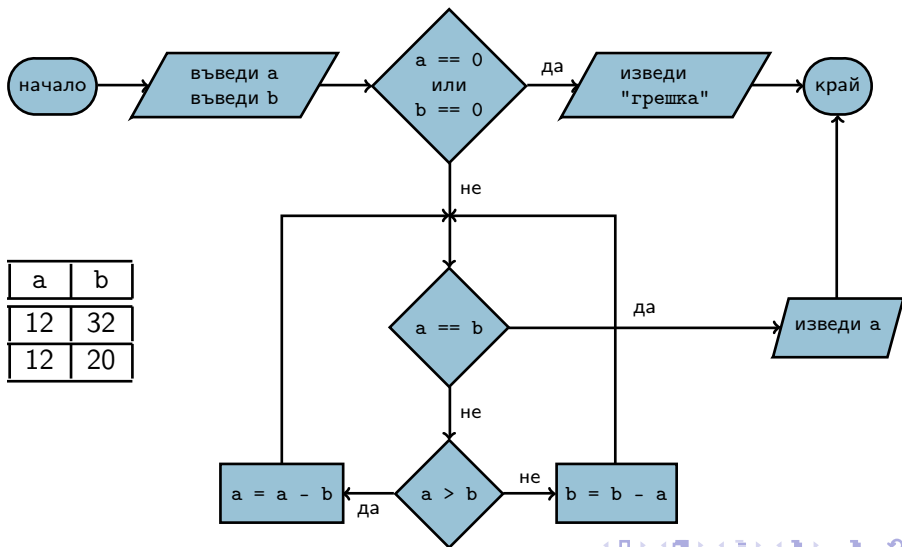 начало
въведи a
въведи b
a == 0
или
b == 0
да
изведи
"грешка"
край
не
a b
12 32
12 20
a == b
да
изведи a
не
a = a - b
да
a > b
не
b = b - a